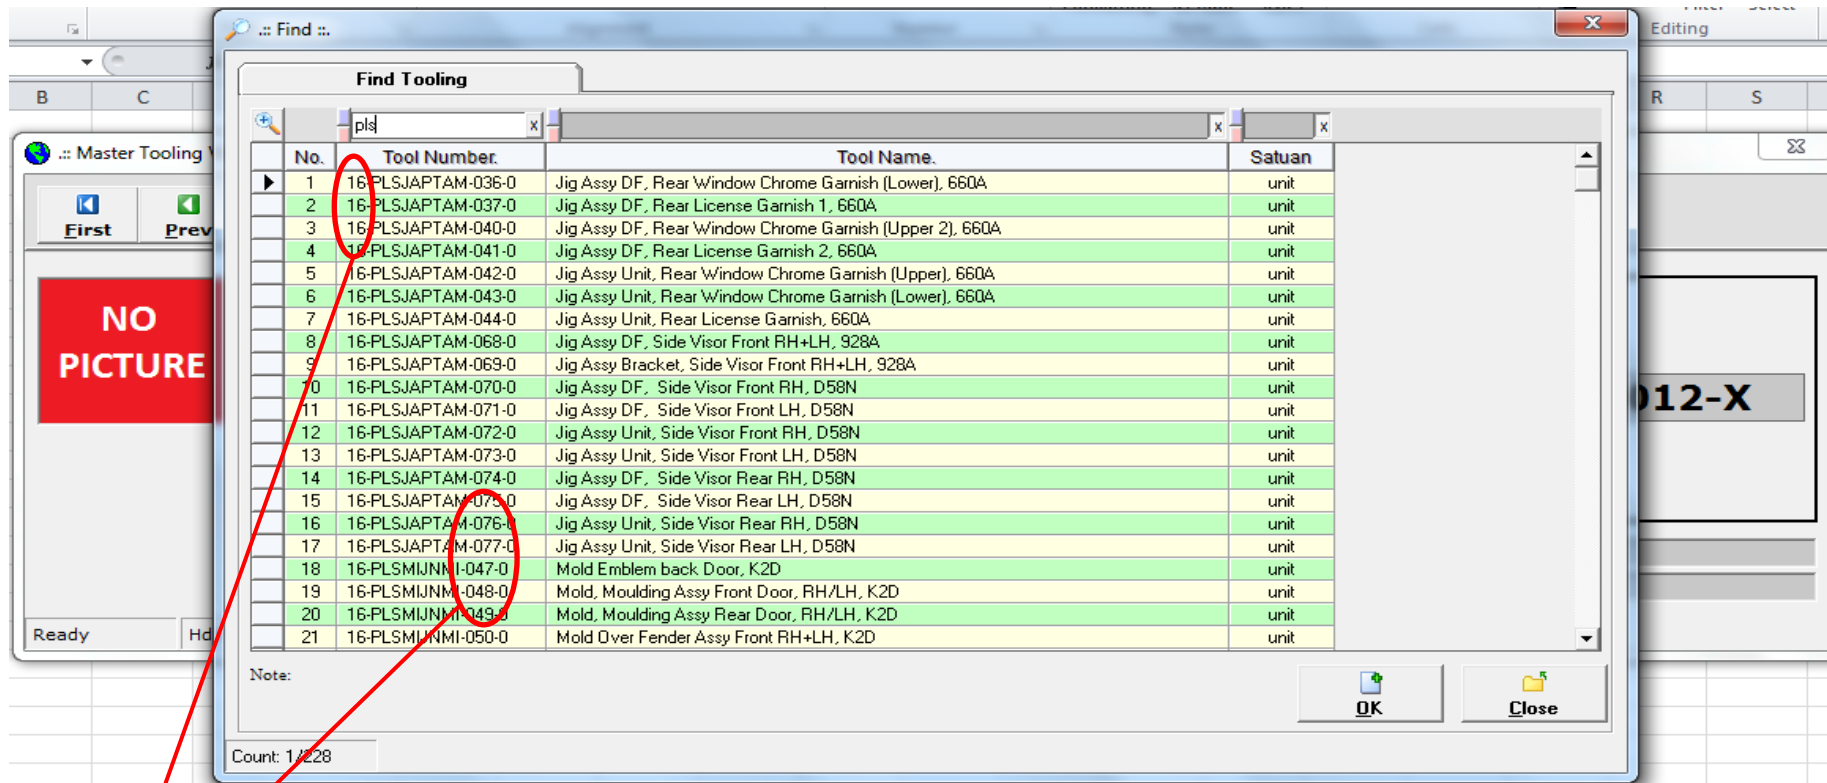 .:: Find ::.
Editing
B C R S
Find Tooling
pls x x x
.:: Master Tooling
No. Tool Number. Tool Name. Satuan
1 16-PLSJAPTAM-036-0 Jig Assy DF, Rear Window Chrome Garnish (Lower), 660A unit
2 16-PLSJAPTAM-037-0 Jig Assy DF, Rear License Garnish 1, 660A unit
3 16-PLSJAPTAM-040-0 Jig Assy DF, Rear Window Chrome Garnish (Upper 2), 660A unit
4 16-PLSJAPTAM-041-0 Jig Assy DF, Rear License Garnish 2, 660A unit
5 16-PLSJAPTAM-042-0 Jig Assy Unit, Rear Window Chrome Garnish (Upper), 660A unit
6 16-PLSJAPTAM-043-0 Jig Assy Unit, Rear Window Chrome Garnish (Lower), 660A unit
7 16-PLSJAPTAM-044-0 Jig Assy Unit, Rear License Garnish, 660A unit
8 16-PLSJAPTAM-068-0 Jig Assy DF, Side Visor Front RH+LH, 928A unit
9 16-PLSJAPTAM-069-0 Jig Assy Bracket, Side Visor Front RH+LH, 928A unit
10 16-PLSJAPTAM-070-0 Jig Assy DF, Side Visor Front RH, D58N unit
11 16-PLSJAPTAM-071-0 Jig Assy DF, Side Visor Front LH, D58N unit
12 16-PLSJAPTAM-072-0 Jig Assy Unit, Side Visor Front RH, D58N unit
13 16-PLSJAPTAM-073-0 Jig Assy Unit, Side Visor Front LH, D58N unit
14 16-PLSJAPTAM-074-0 Jig Assy DF, Side Visor Rear RH, D58N unit
15 16-PLSJAPTAM-075-0 Jig Assy DF, Side Visor Rear LH, D58N unit
16 16-PLSJAPTAM-076-0 Jig Assy Unit, Side Visor Rear RH, D58N unit
17 16-PLSJAPTAM-077-0 Jig Assy Unit, Side Visor Rear LH, D58N unit
18 16-PLSMIJNMI-047-0 Mold Emblem back Door, K2D unit
19 16-PLSMIJNMI-048-0 Mold, Moulding Assy Front Door, RH/LH, K2D unit
20 16-PLSMIJNMI-049-0 Mold, Moulding Assy Rear Door, RH/LH, K2D unit
21 16-PLSMIJNMI-050-0 Mold Over Fender Assy Front RH+LH, K2D unit
First Prev
NO
PICTURE
012-X
Ready Hd
Note:
OK Close
Count: 1/228